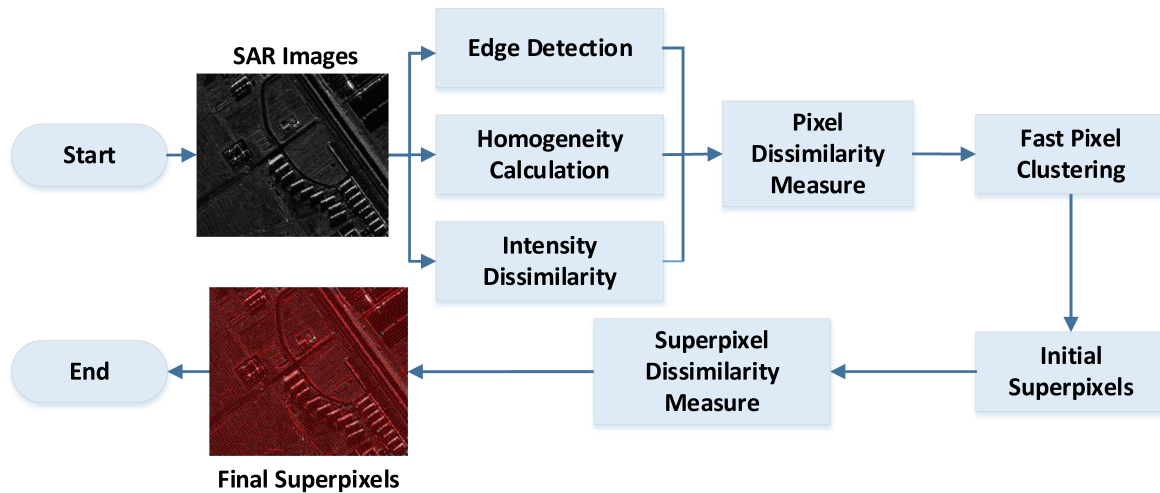 SAR Images
Edge Detection
Start
Homogeneity
Calculation
Intensity
Dissimilarity
Pixel
Dissimilarity
Measure
Fast Pixel
Clustering
Initial
Superpixels
Superpixel
Dissimilarity
Measure
Final Superpixels
End